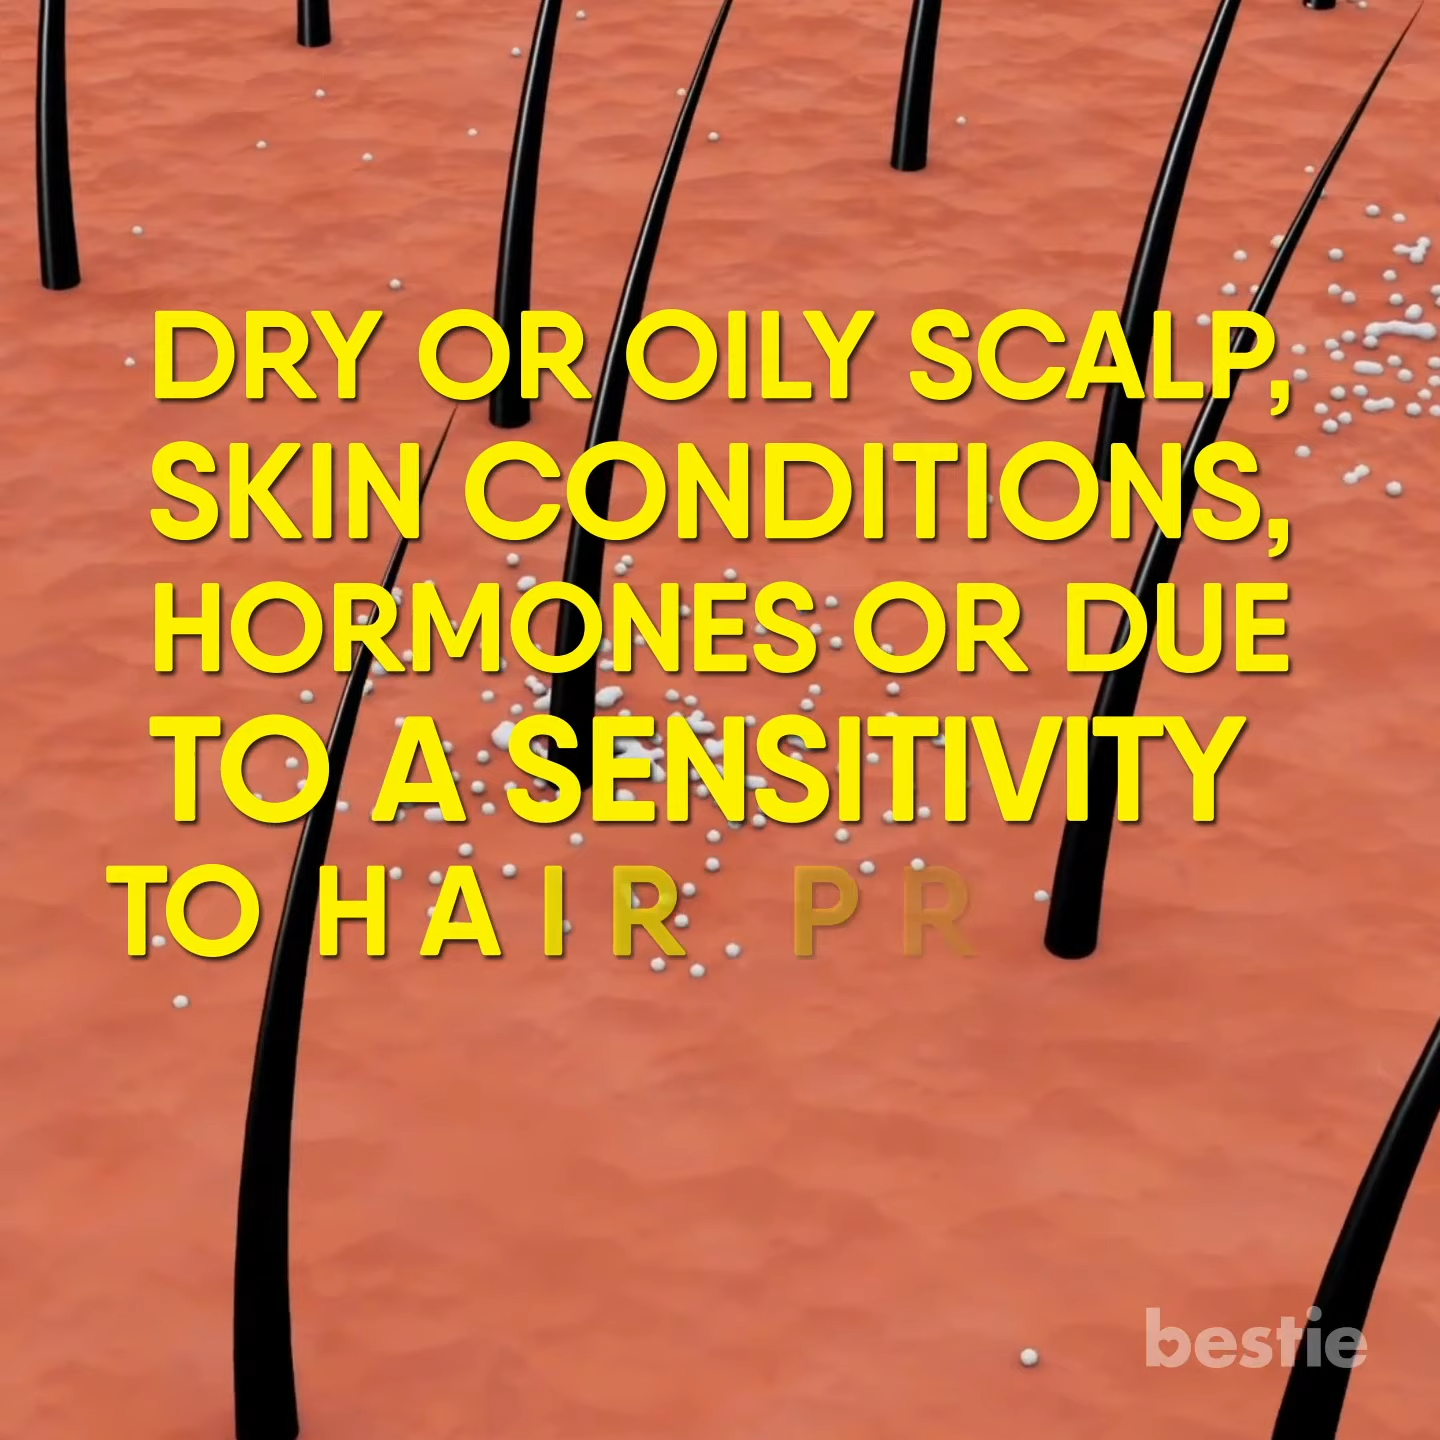 DRY OR OILY SCALP,
SKIN CONDITIONS,
HORMONES OR DUE
TO A SENSITIVITY
TO HAIR PR
bestie